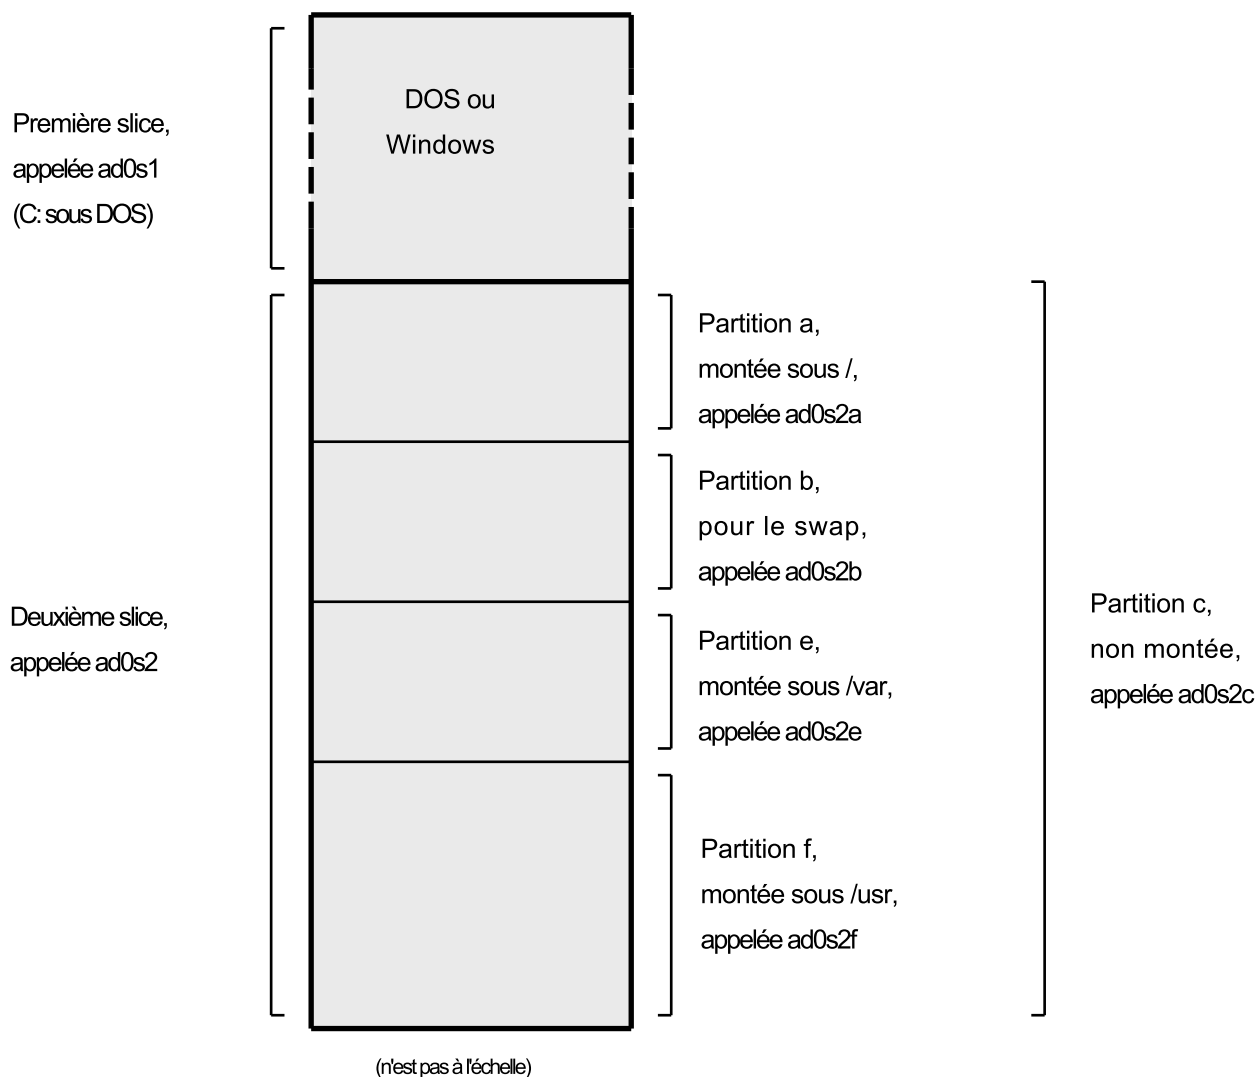 DOS ou
Windows
Première slice,
appelée ad0s1
(C: sous DOS)
Partition a,
montée sous /,
appelée ad0s2a
Partition b,
pour le swap,
appelée ad0s2b
Deuxième slice,
appelée ad0s2
Partition e,
montée sous /var,
appelée ad0s2e
Partition c,
non montée,
appelée ad0s2c
Partition f,
montée sous /usr,
appelée ad0s2f
(n'est pas à l'échelle)